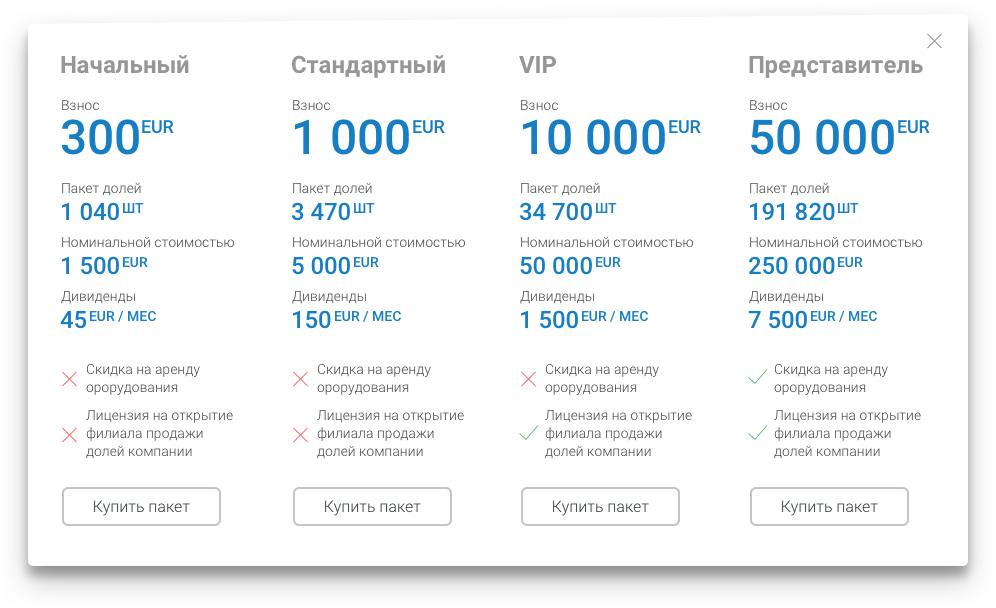 Начальный
Взнос
300 EUR
Пакет долей
1 040 ШТ
Номинальной стоимостью
1 500 EUR
Дивиденды
45 EUR / МЕС
Скидка на аренду
орорудования
Лицензия на открытие
филиала продажи
долей компании
Купить пакет
Стандартный
Взнос
1 000 EUR
Пакет долей
3 470 ШТ
Номинальной стоимостью
5 000 EUR
Дивиденды
150 EUR / МЕС
Скидка на аренду
орорудования
Лицензия на открытие
филиала продажи
долей компании
Купить пакет
VIP
Взнос
10 000 EUR
Пакет долей
34 700 ШТ
Номинальной стоимостью
50 000 EUR
Дивиденды
1 500 EUR / МЕС
Скидка на аренду
орорудования
Лицензия на открытие
филиала продажи
долей компании
Купить пакет
Представитель
Взнос
50 000 EUR
Пакет долей
191 820 ШТ
Номинальной стоимостью
250 000 EUR
Дивиденды
7 500 EUR / МЕС
Скидка на аренду
орорудования
Лицензия на открытие
филиала продажи
долей компании
Купить пакет